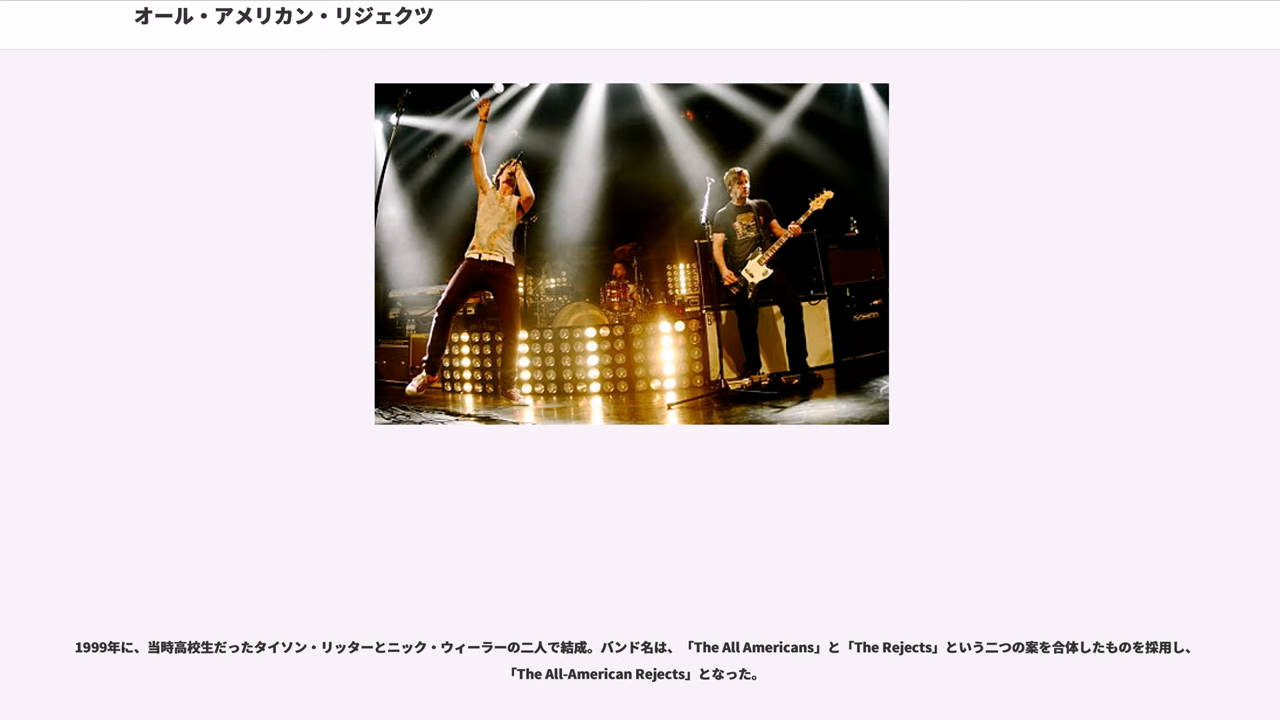 オール・アメリカン・リジェクツ
1999年に、当時高校生だったタイソン・リッターとニック・ウィーラーの二人で結成。バンド名は、「The All Americans」と「The Rejects」という二つの案を合体したものを採用し、
「The All-American Rejects」となった。